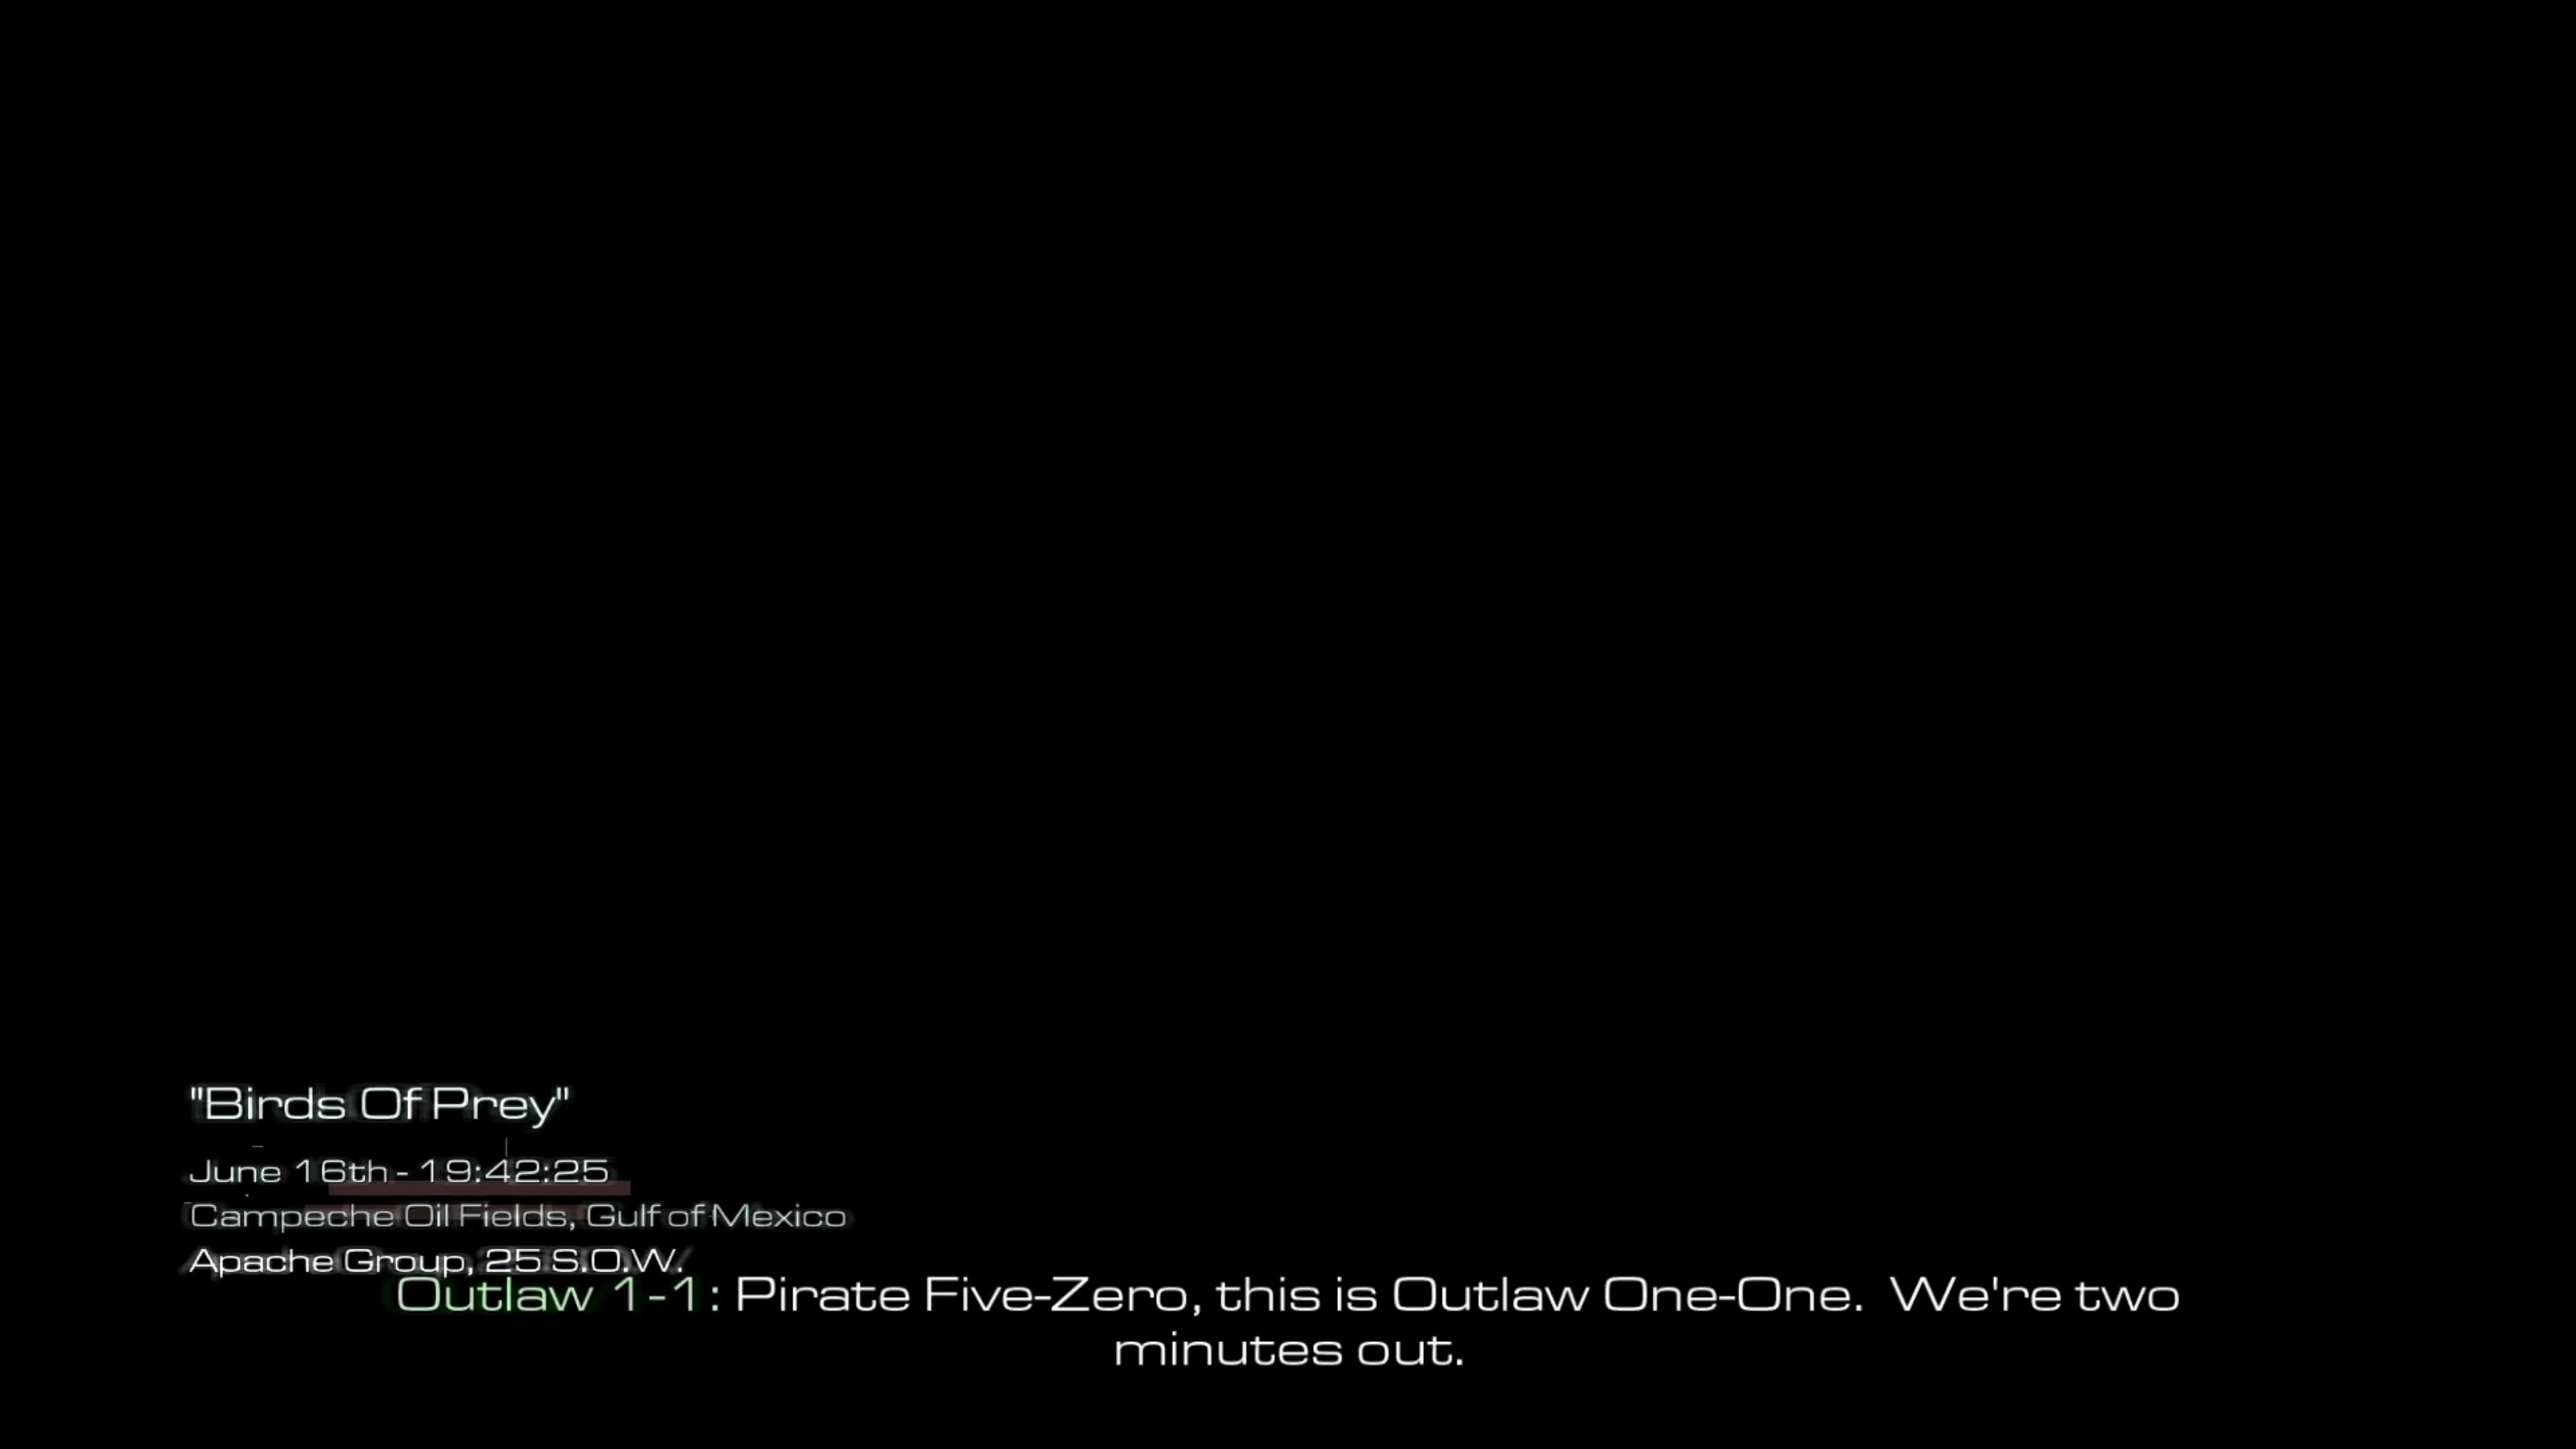 "Birds Of Prey"
June 16th - 19:42:25
Campeche Oil Fields, Gulf of Mexico
Apache Group, 25 S.O.W.
Outlaw 1-1: Pirate Five-Zero, this is Outlaw One-One.  We're two
minutes out.